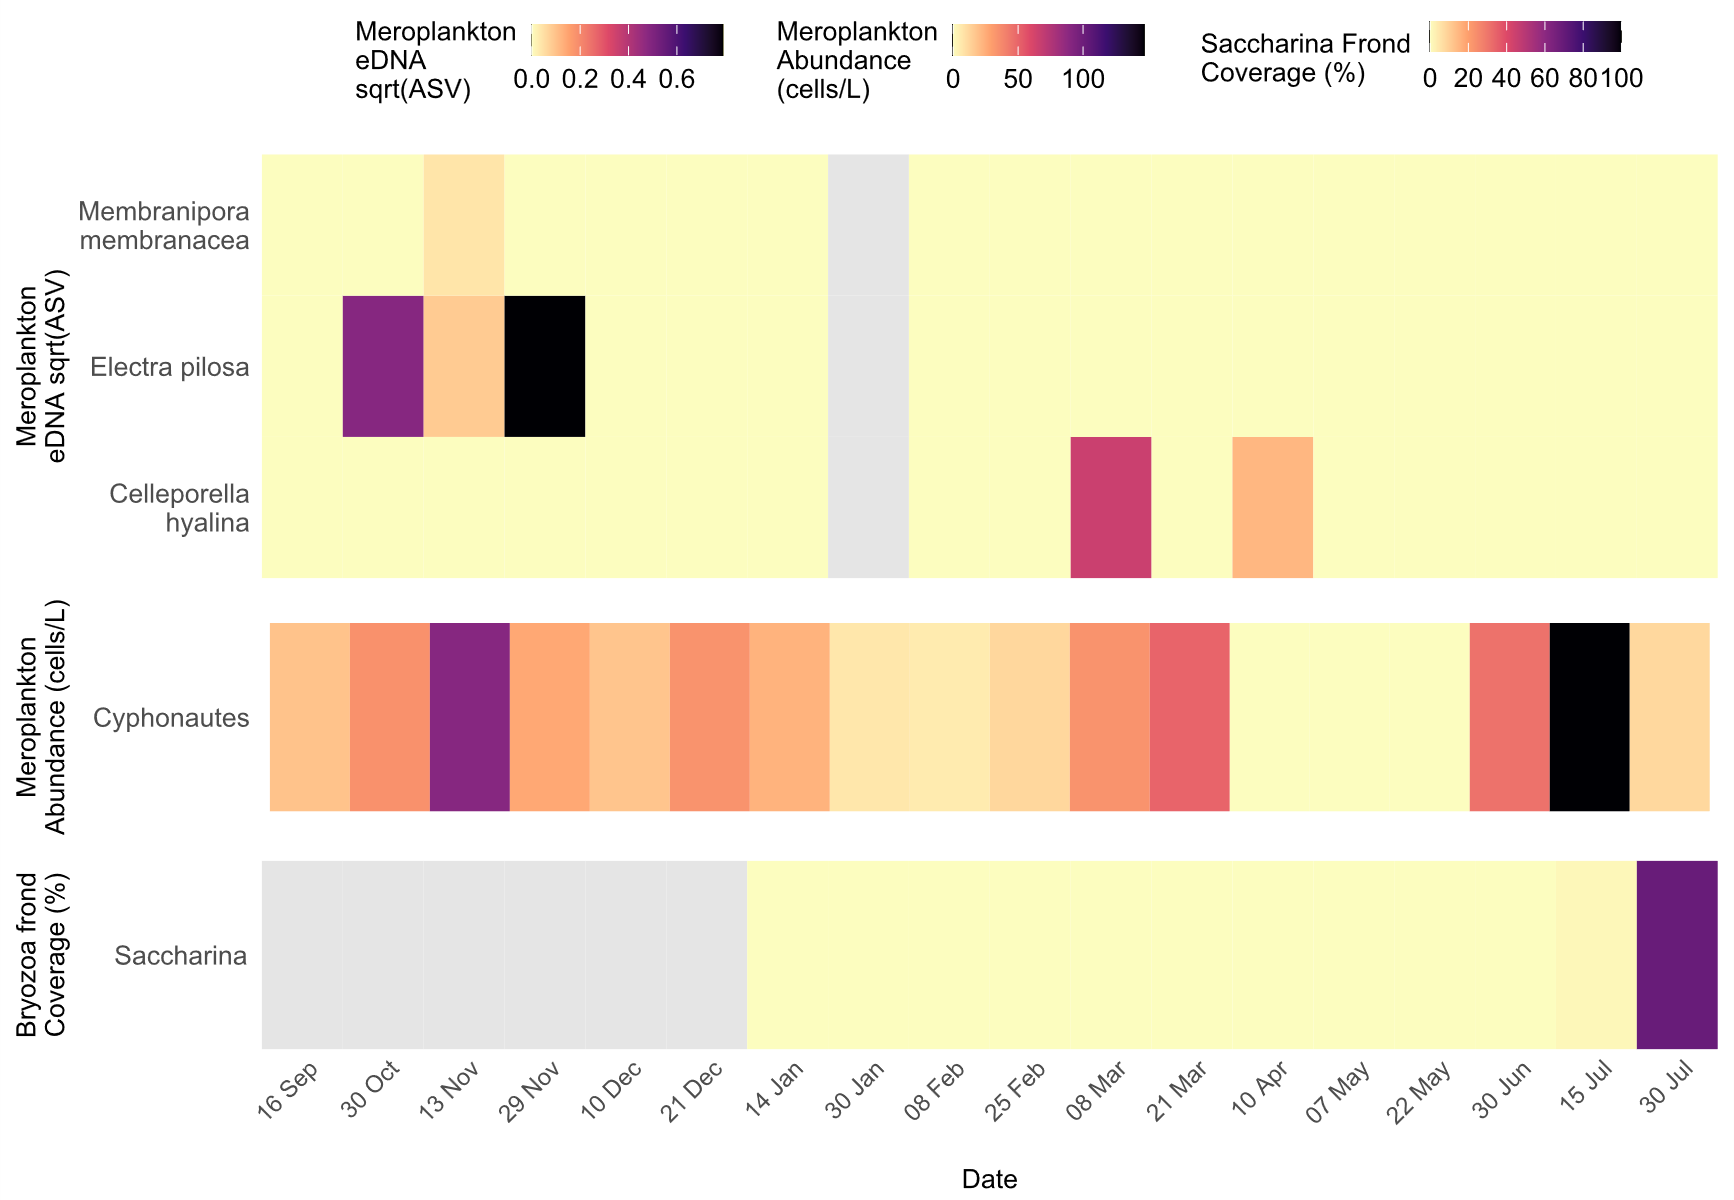 Meroplankton
eDNA
sqrt(ASV)
0.0 0.2 0.4 0.6
Meroplankton
Abundance
(cells/L)
0 50 100
Saccharina Frond
Coverage (%)
0 20 40 60 80 100
Meroplankton
eDNA sqrt(ASV)
Membranipora
membranacea
Electra pilosa
Celleporella
hyalina
Meroplankton
Abundance (cells/L)
Cyphonautes
Bryozoa frond
Coverage (%)
Saccharina
16 Sep
30 Oct
13 Nov
29 Nov
10 Dec
21 Dec
14 Jan
30 Jan
08 Feb
25 Feb
08 Mar
21 Mar
10 Apr
07 May
22 May
30 Jun
15 Jul
30 Jul
Date